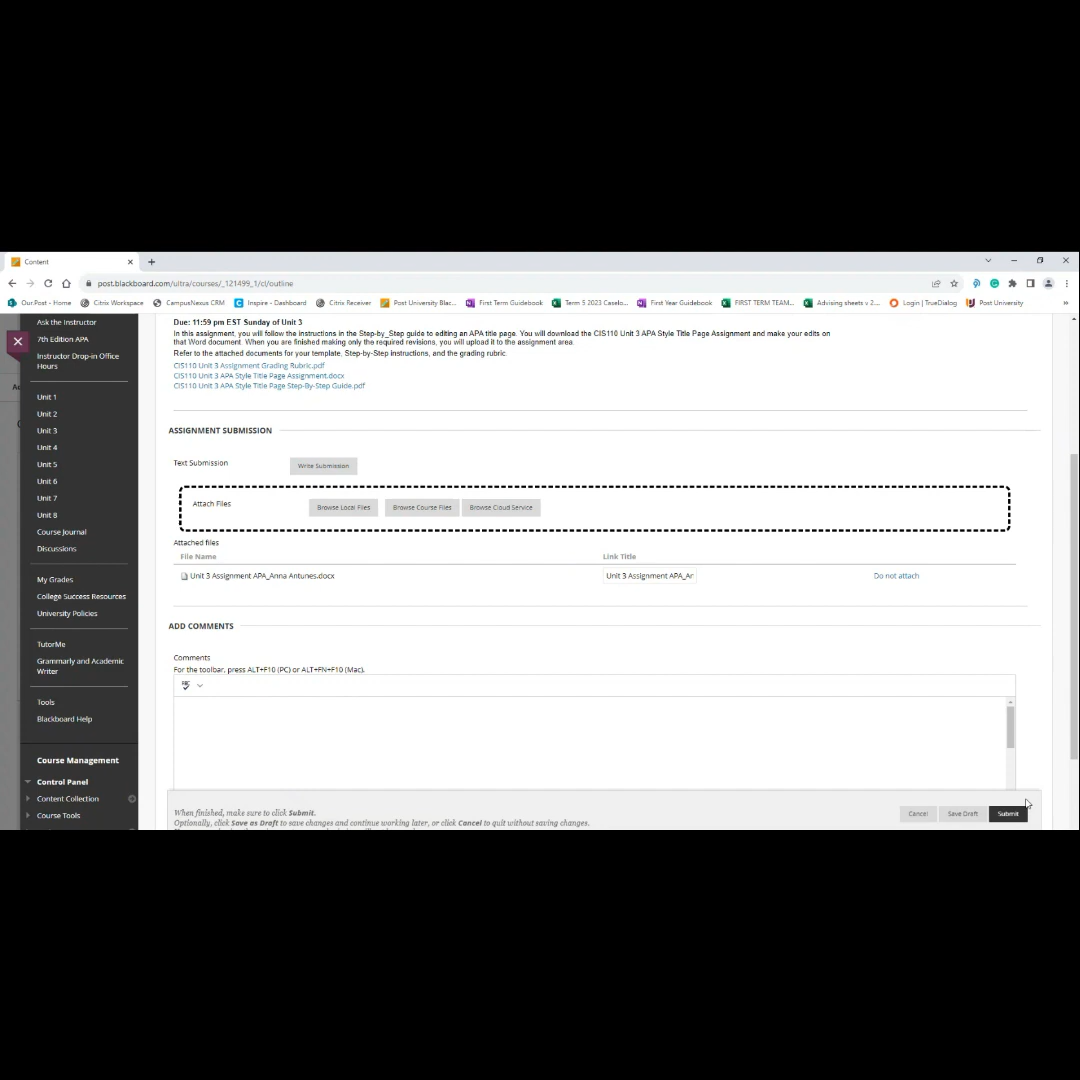 Content
post.blackboard.com/ultra/courses/_121499_1/cl/outline
Our.Post - Home Citrix Workspace CampusNexus CRM Inspire - Dashboard Citrix Receiver Post University Blac... First Term Guidebook Term 5 2023 Caselo... First Year Guidebook FIRST TERM TEAM... Advising sheets v 2.... Login | TrueDialog Post University
Ask the Instructor
7th Edition APA
Instructor Drop-in Office
Hours
Unit 1
Unit 2
Unit 3
Unit 4
Unit 5
Unit 6
Unit 7
Unit 8
Course Journal
Discussions
My Grades
College Success Resources
University Policies
TutorMe
Grammarly and Academic
Writer
Tools
Blackboard Help
Course Management
Control Panel
Content Collection
Course Tools
Due: 11:59 pm EST Sunday of Unit 3
In this assignment, you will follow the instructions in the Step-by_Step guide to editing an APA title page. You will download the CIS110 Unit 3 APA Style Title Page Assignment and make your edits on
that Word document. When you are finished making only the required revisions, you will upload it to the assignment area.
Refer to the attached documents for your template, Step-by-Step instructions, and the grading rubric.
CIS110 Unit 3 Assignment Grading Rubric.pdf
CIS110 Unit 3 APA Style Title Page Assignment.docx
CIS110 Unit 3 APA Style Title Page Step-By-Step Guide.pdf
ASSIGNMENT SUBMISSION
Text Submission Write Submission
Attach Files Browse Local Files Browse Course Files Browse Cloud Service
Attached files
File Name Link Title
Unit 3 Assignment APA_Anna Antunes.docx Unit 3 Assignment APA_Ar Do not attach
ADD COMMENTS
Comments
For the toolbar, press ALT+F10 (PC) or ALT+FN+F10 (Mac).
When finished, make sure to click Submit.
Optionally, click Save as Draft to save changes and continue working later, or click Cancel to quit without saving changes.
Cancel Save Draft Submit